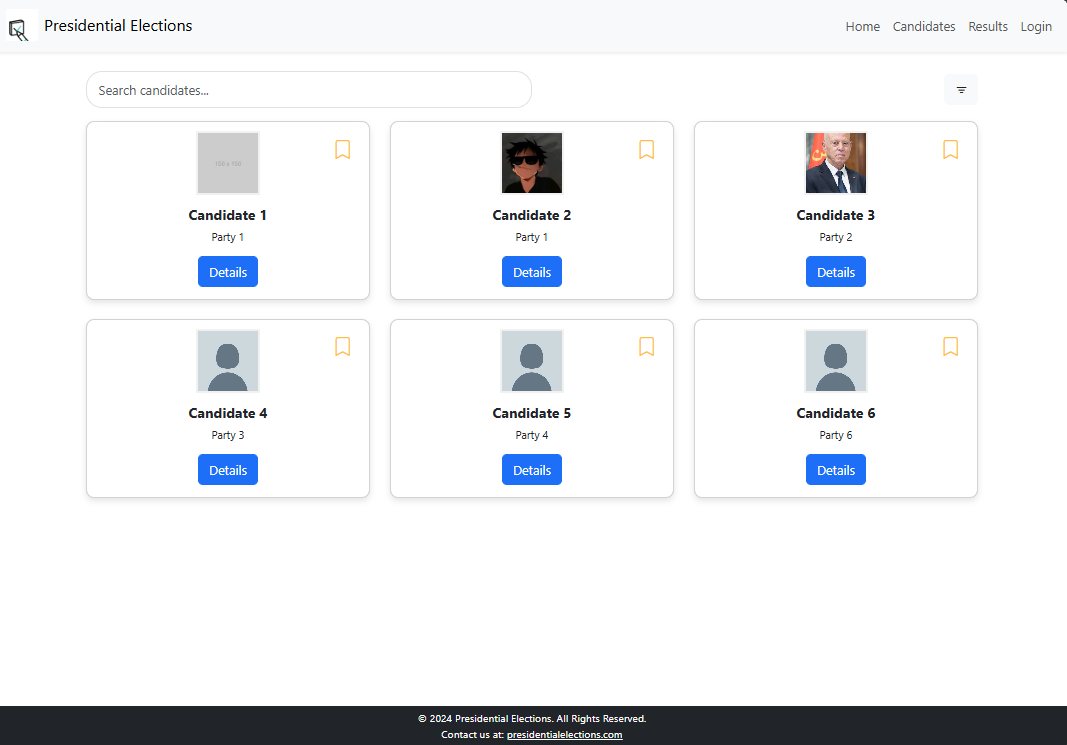 Presidential Elections
Home Candidates Results Login
Search candidates...
Candidate 1
Party 1
Details
Candidate 2
Party 1
Details
Candidate 3
Party 2
Details
Candidate 4
Party 3
Details
Candidate 5
Party 4
Details
Candidate 6
Party 6
Details
© 2024 Presidential Elections. All Rights Reserved.
Contact us at: presidentialelections.com